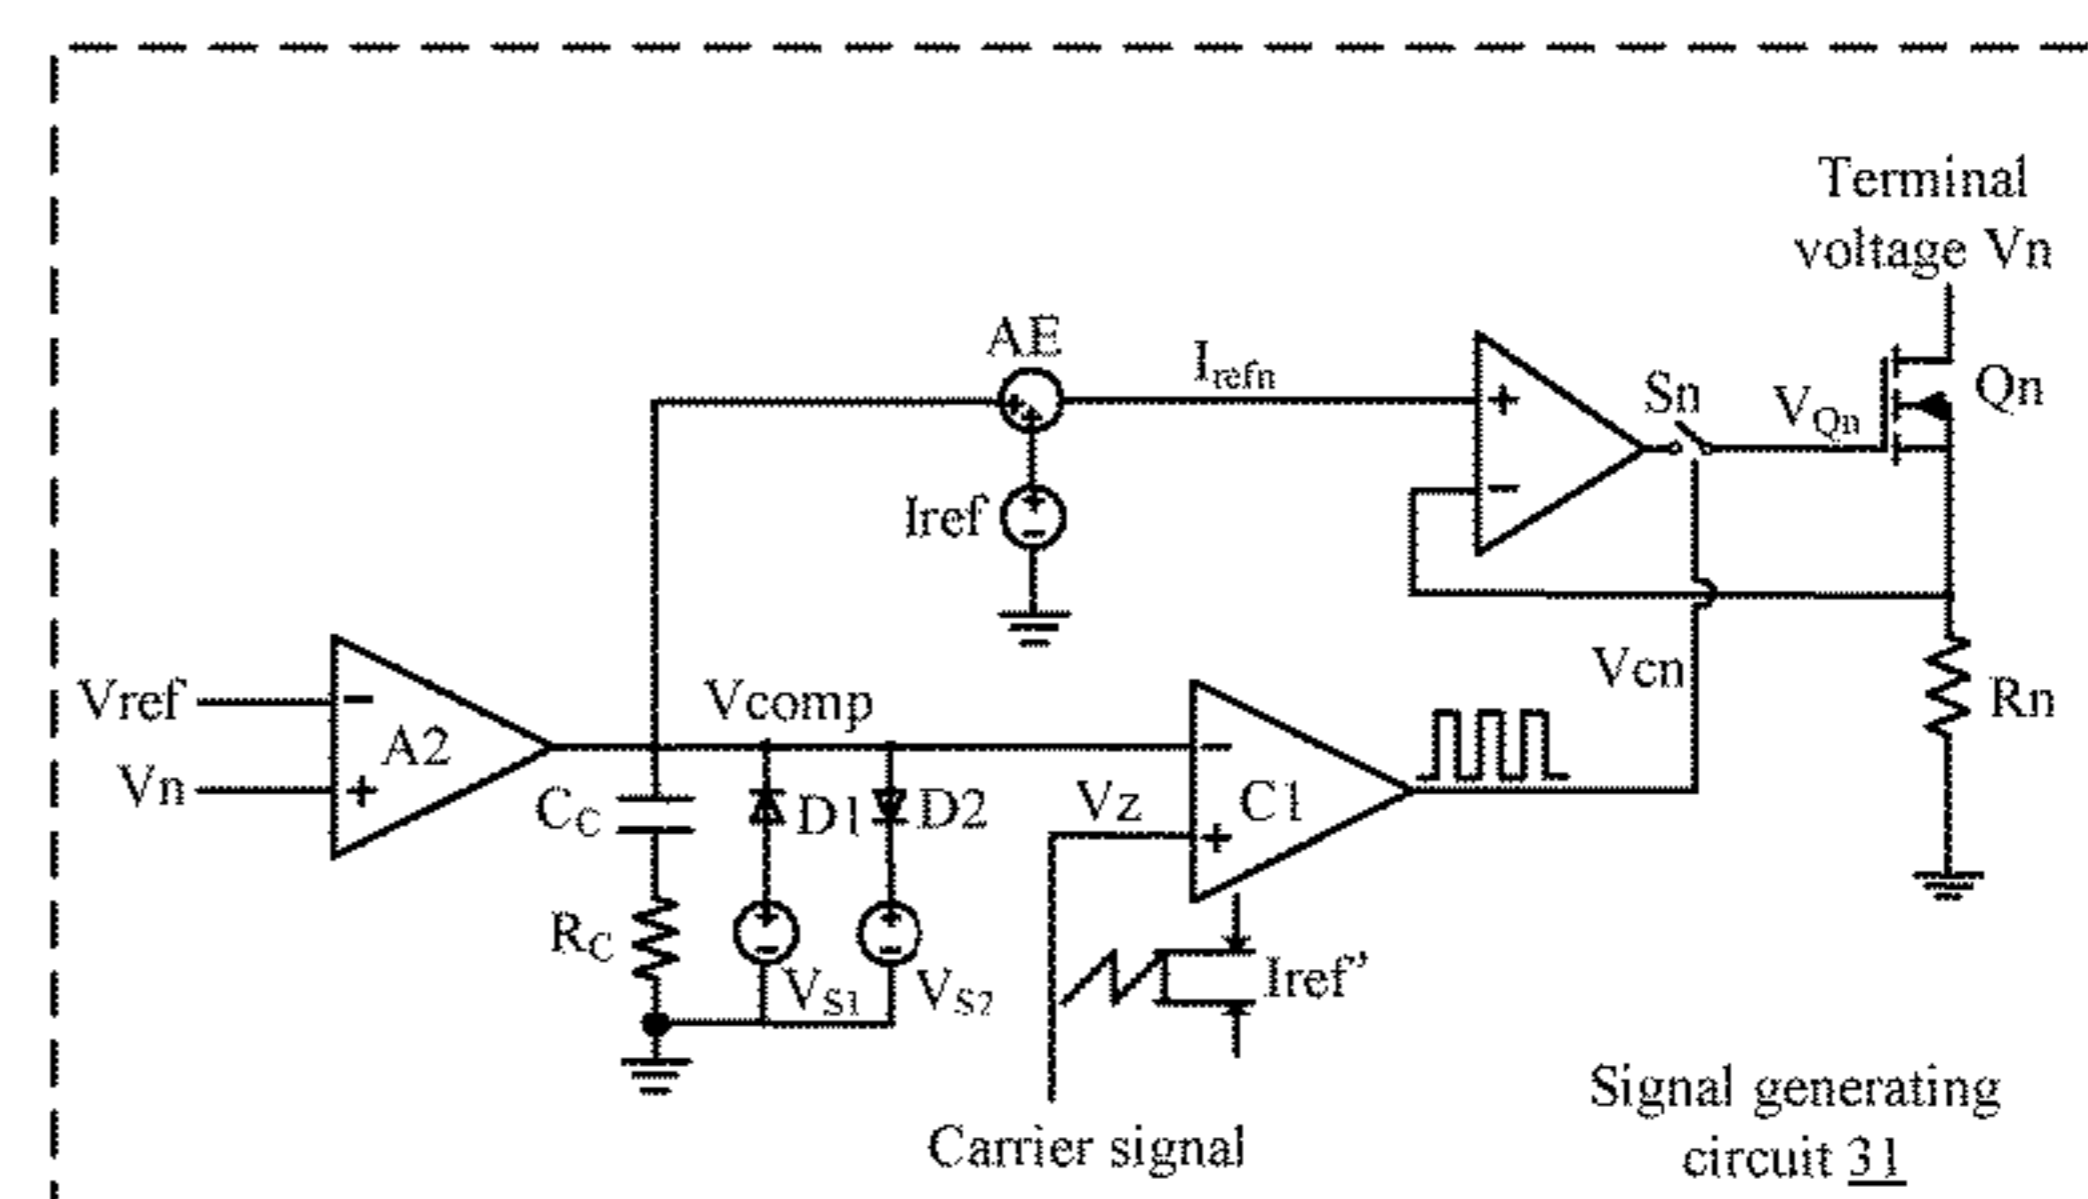 Terminal
voltage Vn
AE
Irefn
Sn
VQn
Qn
+
−
Iref
Vref
Vn
−
+
A2
Vcomp
Vcn
Rn
CC
D1
D2
Vz
−
+
C1
RC
VS1
VS2
Iref’
Carrier signal
Signal generating
circuit 31